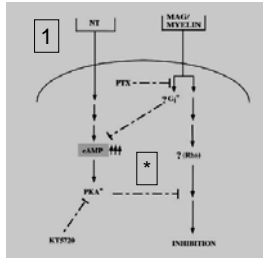 1
NT
MAG/
MYELIN
PTX
? Gi*
cAMP
*
? (Rho)
PKA*
KT5720
INHIBITION